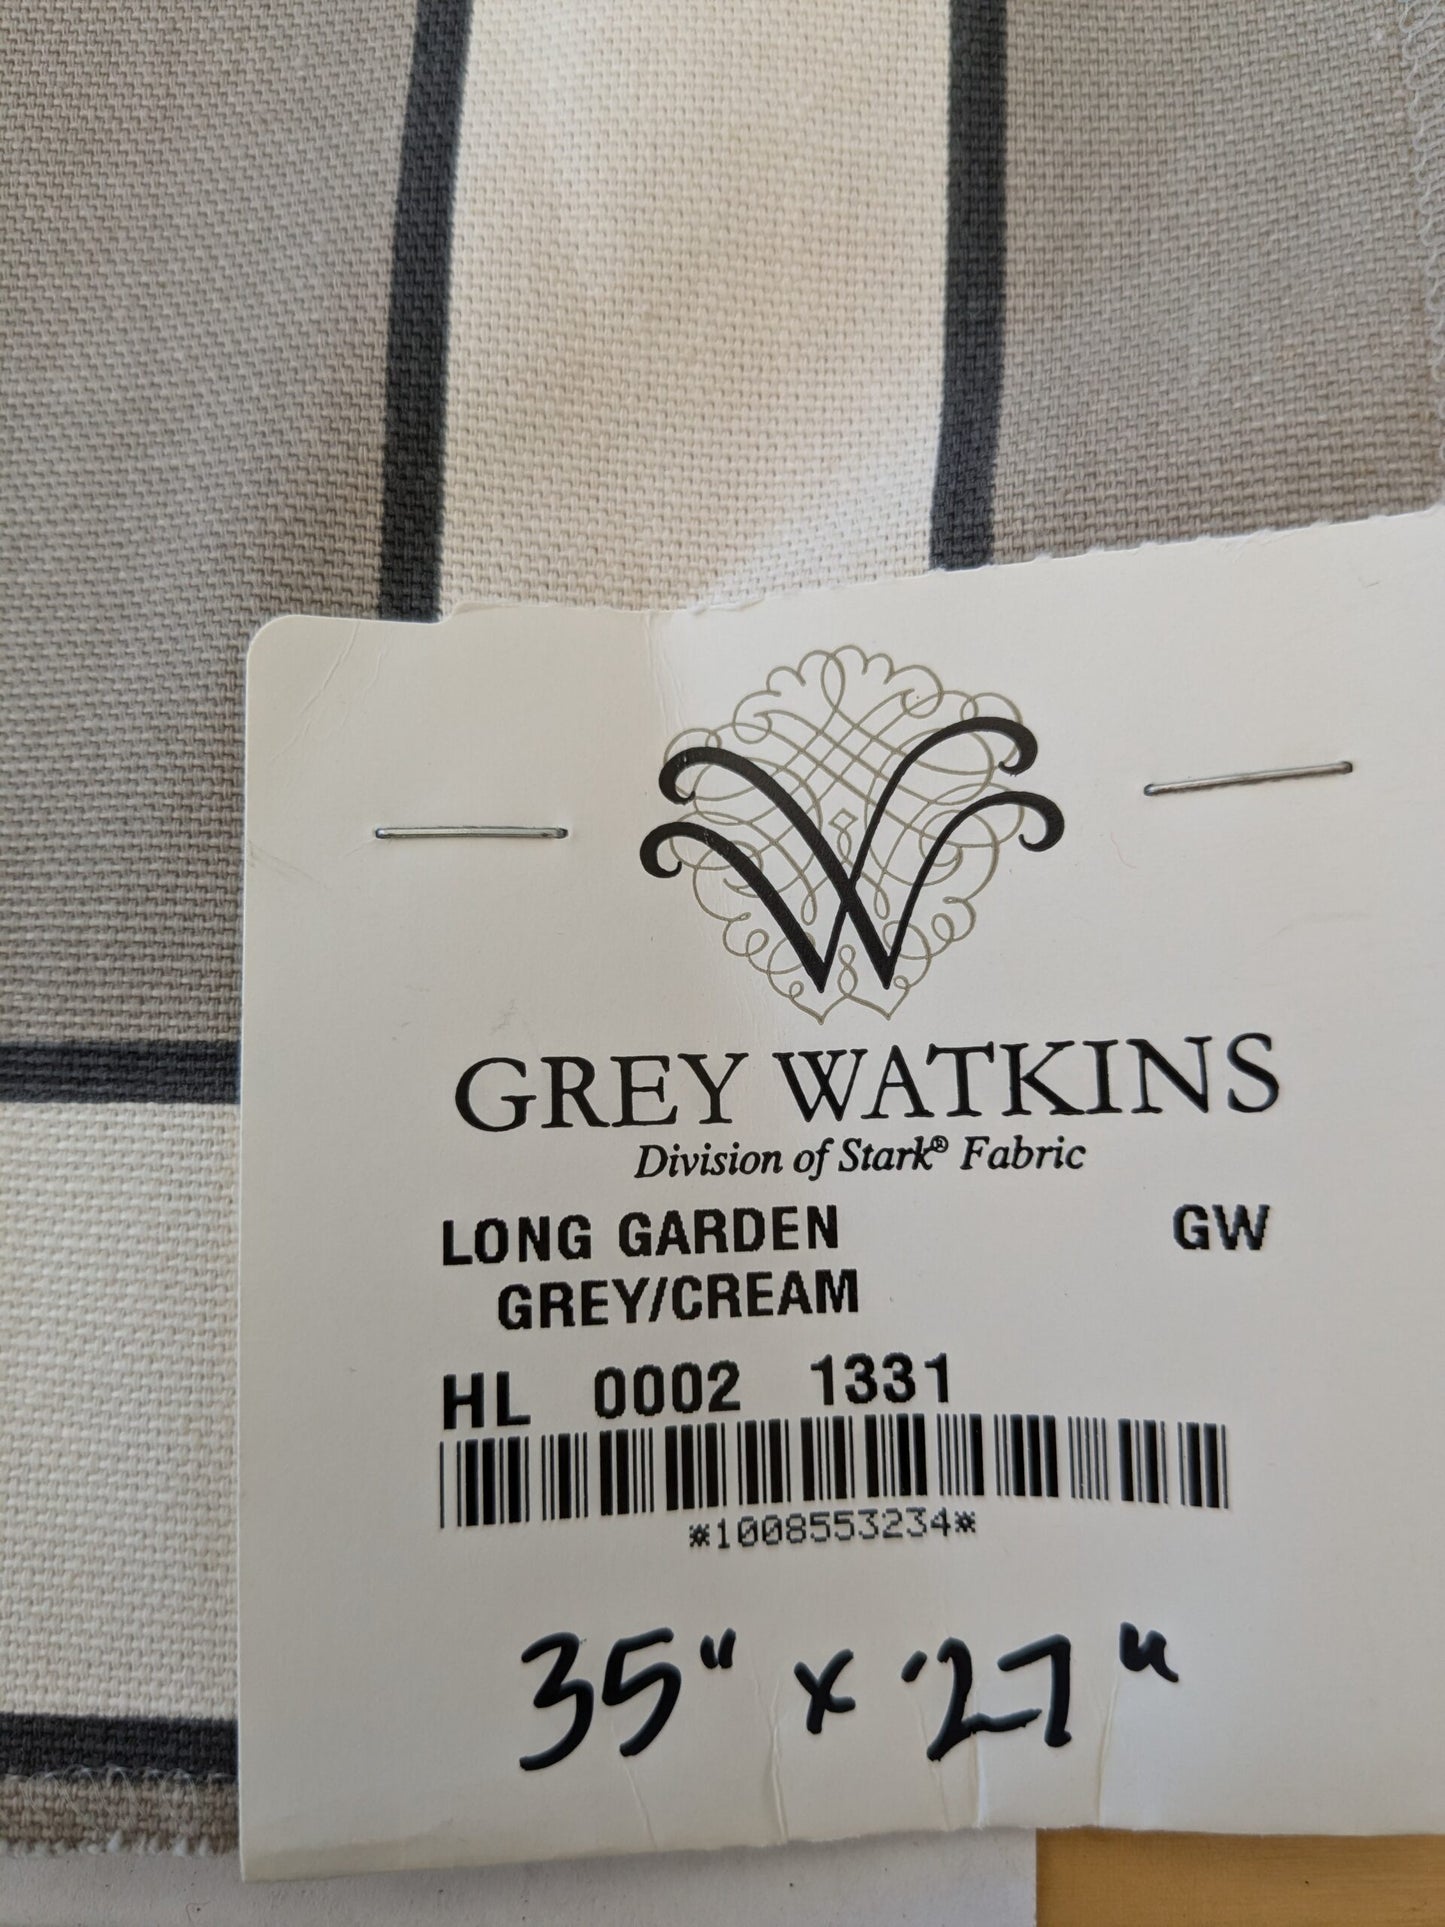 W
GREY WATKINS
Division of Stark® Fabric
LONG GARDEN GW
GREY/CREAM
HL 0002 1331
*1008553234*
35" x 27"